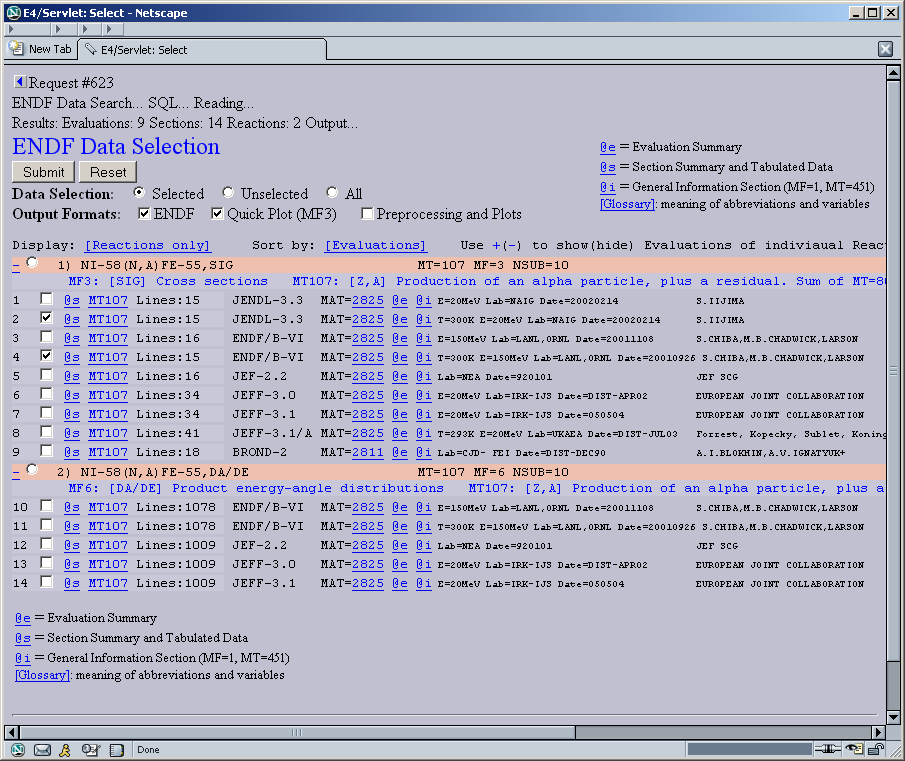 E4/Servlet: Select - Netscape
New Tab E4/Servlet: Select
Request #623
ENDF Data Search... SQL... Reading...
Results: Evaluations: 9 Sections: 14 Reactions: 2 Output...
ENDF Data Selection
@e = Evaluation Summary
@s = Section Summary and Tabulated Data
@i = General Information Section (MF=1, MT=451)
[Glossary]: meaning of abbreviations and variables
Submit Reset
Data Selection: Selected Unselected All
Output Formats: ENDF Quick Plot (MF3) Preprocessing and Plots
Display: [Reactions only] Sort by: [Evaluations] Use +(-) to show(hide) Evaluations of indiviaual Reac
- 1) NI-58(N,A)FE-55,SIG MT=107 MF=3 NSUB=10
MF3: [SIG] Cross sections MT107: [Z,A] Production of an alpha particle, plus a residual. Sum of MT=80
1 @s MT107 Lines:15 JENDL-3.3 MAT=2825 @e @i E=20MeV Lab=NAIG Date=20020214 S.IIJIMA
2 @s MT107 Lines:15 JENDL-3.3 MAT=2825 @e @i T=300K E=20MeV Lab=NAIG Date=20020214 S.IIJIMA
3 @s MT107 Lines:16 ENDF/B-VI MAT=2825 @e @i E=150MeV Lab=LANL,ORNL Date=20011108 S.CHIBA,M.B.CHADWICK,LARSON
4 @s MT107 Lines:15 ENDF/B-VI MAT=2825 @e @i T=300K E=150MeV Lab=LANL,ORNL Date=20010926 S.CHIBA,M.B.CHADWICK,LARSON
5 @s MT107 Lines:16 JEF-2.2 MAT=2825 @e @i Lab=NEA Date=920101 JEF SCG
6 @s MT107 Lines:34 JEFF-3.0 MAT=2825 @e @i E=20MeV Lab=IRK-IJS Date=DIST-APR02 EUROPEAN JOINT COLLABORATION
7 @s MT107 Lines:34 JEFF-3.1 MAT=2825 @e @i E=20MeV Lab=IRK-IJS Date=050504 EUROPEAN JOINT COLLABORATION
8 @s MT107 Lines:41 JEFF-3.1/A MAT=2825 @e @i T=293K E=20MeV Lab=UKAEA Date=DIST-JUL03 Forrest, Kopecky, Sublet, Koning
9 @s MT107 Lines:18 BROND-2 MAT=2811 @e @i Lab=CJD- FEI Date=DIST-DEC90 A.I.BLOKHIN,A.V.IGNATYUK+
- 2) NI-58(N,A)FE-55,DA/DE MT=107 MF=6 NSUB=10
MF6: [DA/DE] Product energy-angle distributions MT107: [Z,A] Production of an alpha particle, plus a
10 @s MT107 Lines:1078 ENDF/B-VI MAT=2825 @e @i E=150MeV Lab=LANL,ORNL Date=20011108 S.CHIBA,M.B.CHADWICK,LARSON
11 @s MT107 Lines:1078 ENDF/B-VI MAT=2825 @e @i T=300K E=150MeV Lab=LANL,ORNL Date=20010926 S.CHIBA,M.B.CHADWICK,LARSON
12 @s MT107 Lines:1009 JEF-2.2 MAT=2825 @e @i Lab=NEA Date=920101 JEF SCG
13 @s MT107 Lines:1009 JEFF-3.0 MAT=2825 @e @i E=20MeV Lab=IRK-IJS Date=DIST-APR02 EUROPEAN JOINT COLLABORATION
14 @s MT107 Lines:1009 JEFF-3.1 MAT=2825 @e @i E=20MeV Lab=IRK-IJS Date=050504 EUROPEAN JOINT COLLABORATION
@e = Evaluation Summary
@s = Section Summary and Tabulated Data
@i = General Information Section (MF=1, MT=451)
[Glossary]: meaning of abbreviations and variables
Done